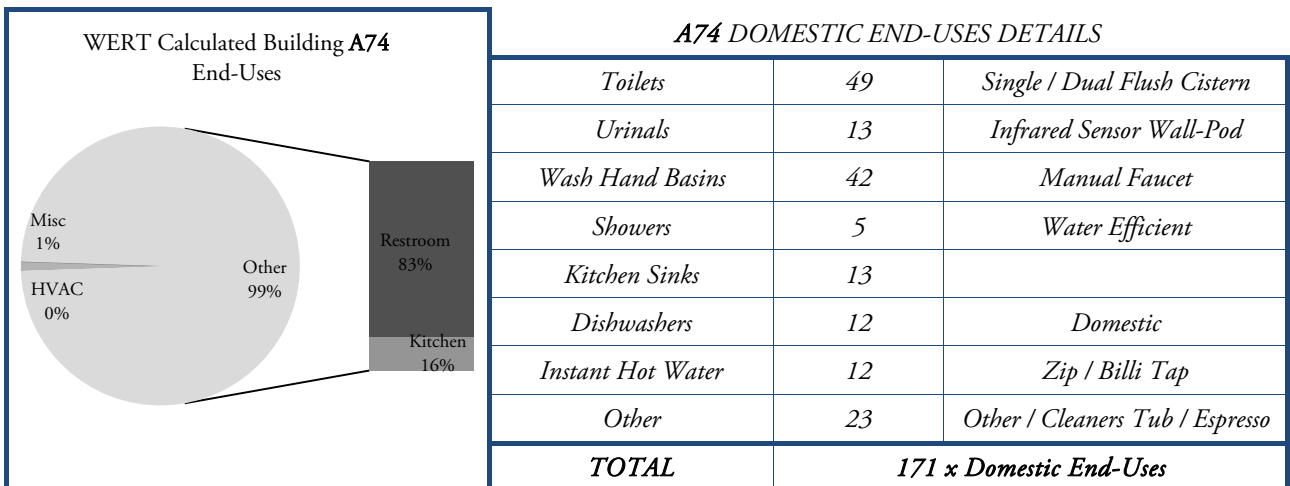 WERT Calculated Building A74
End-Uses
Misc
1%
HVAC
0%
Other
99%
Restroom
83%
Kitchen
16%
A74 DOMESTIC END-USES DETAILS
Toilets 49 Single / Dual Flush Cistern
Urinals 13 Infrared Sensor Wall-Pod
Wash Hand Basins 42 Manual Faucet
Showers 5 Water Efficient
Kitchen Sinks 13
Dishwashers 12 Domestic
Instant Hot Water 12 Zip / Billi Tap
Other 23 Other / Cleaners Tub / Espresso
TOTAL 171 x Domestic End-Uses